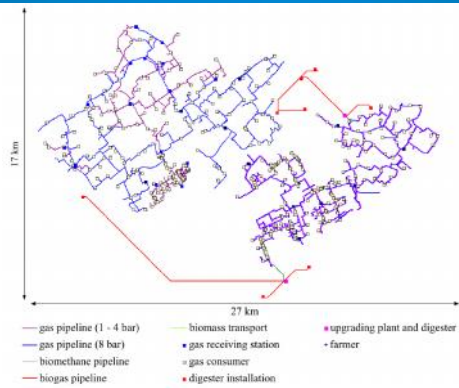 17 km
27 km
gas pipeline (1 - 4 bar)
biomass transport
upgrading plant and digester
gas pipeline (8 bar)
gas receiving station
farmer
biomethane pipeline
gas consumer
biogas pipeline
digester installation